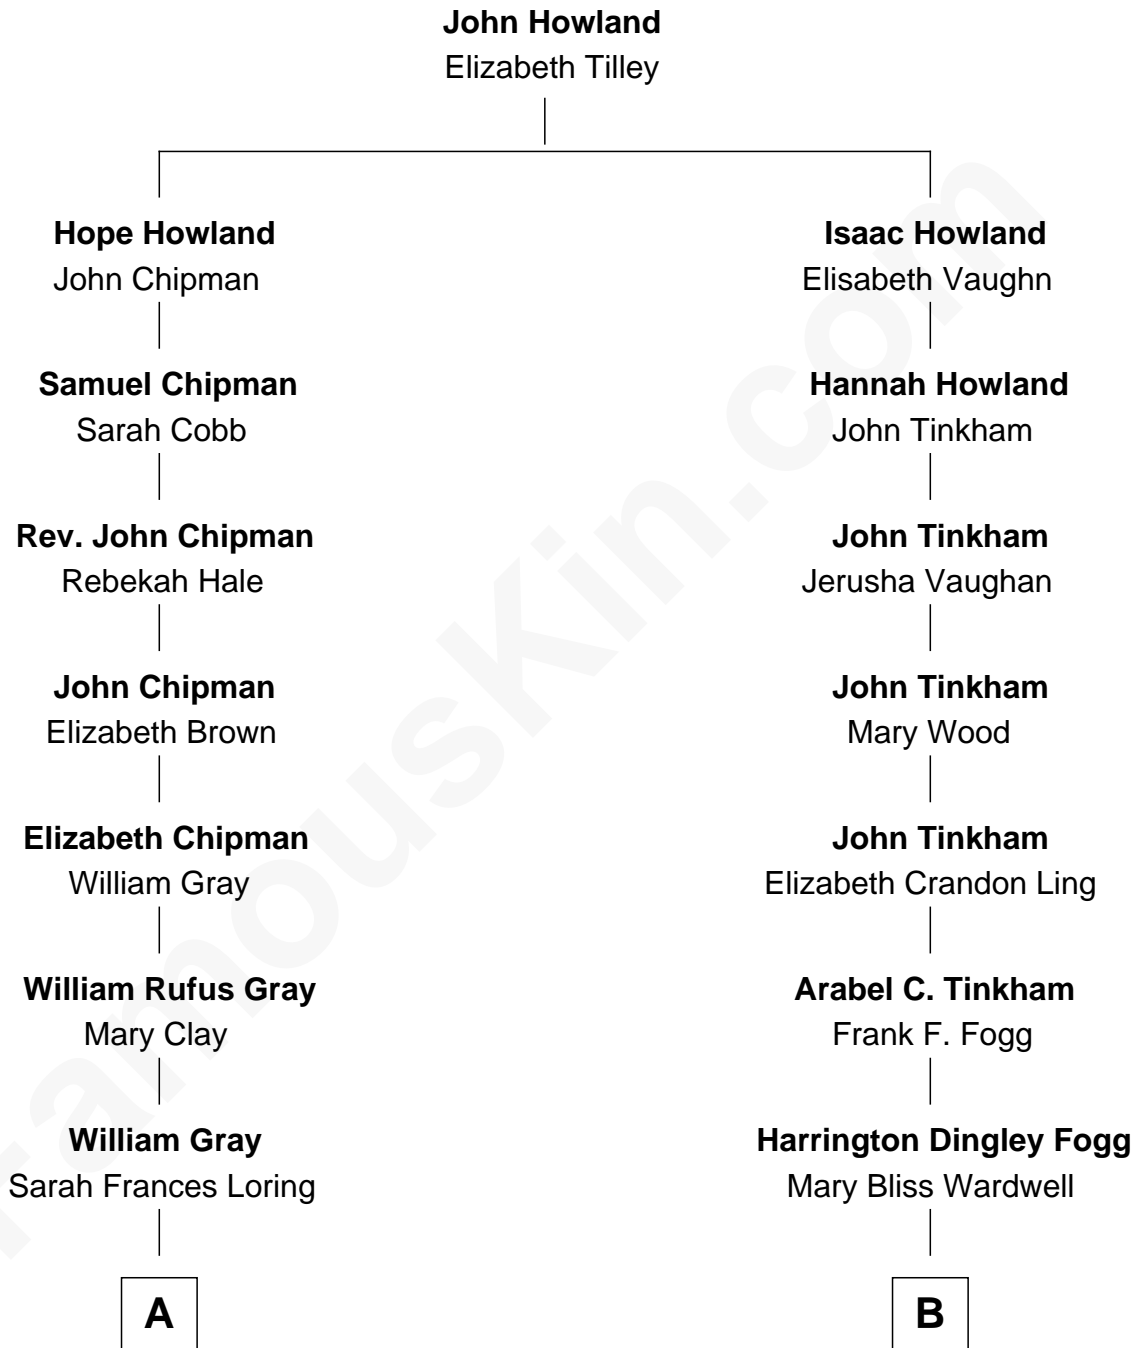 John Howland
Elizabeth Tilley
Hope Howland
John Chipman
Isaac Howland
Elisabeth Vaughn
Samuel Chipman
Sarah Cobb
Hannah Howland
John Tinkham
Rev. John Chipman
Rebekah Hale
John Tinkham
Jerusha Vaughan
John Chipman
Elizabeth Brown
John Tinkham
Mary Wood
Elizabeth Chipman
William Gray
John Tinkham
Elizabeth Crandon Ling
William Rufus Gray
Mary Clay
Arabel C. Tinkham
Frank F. Fogg
William Gray
Sarah Frances Loring
Harrington Dingley Fogg
Mary Bliss Wardwell
A
B
FamousKin.com